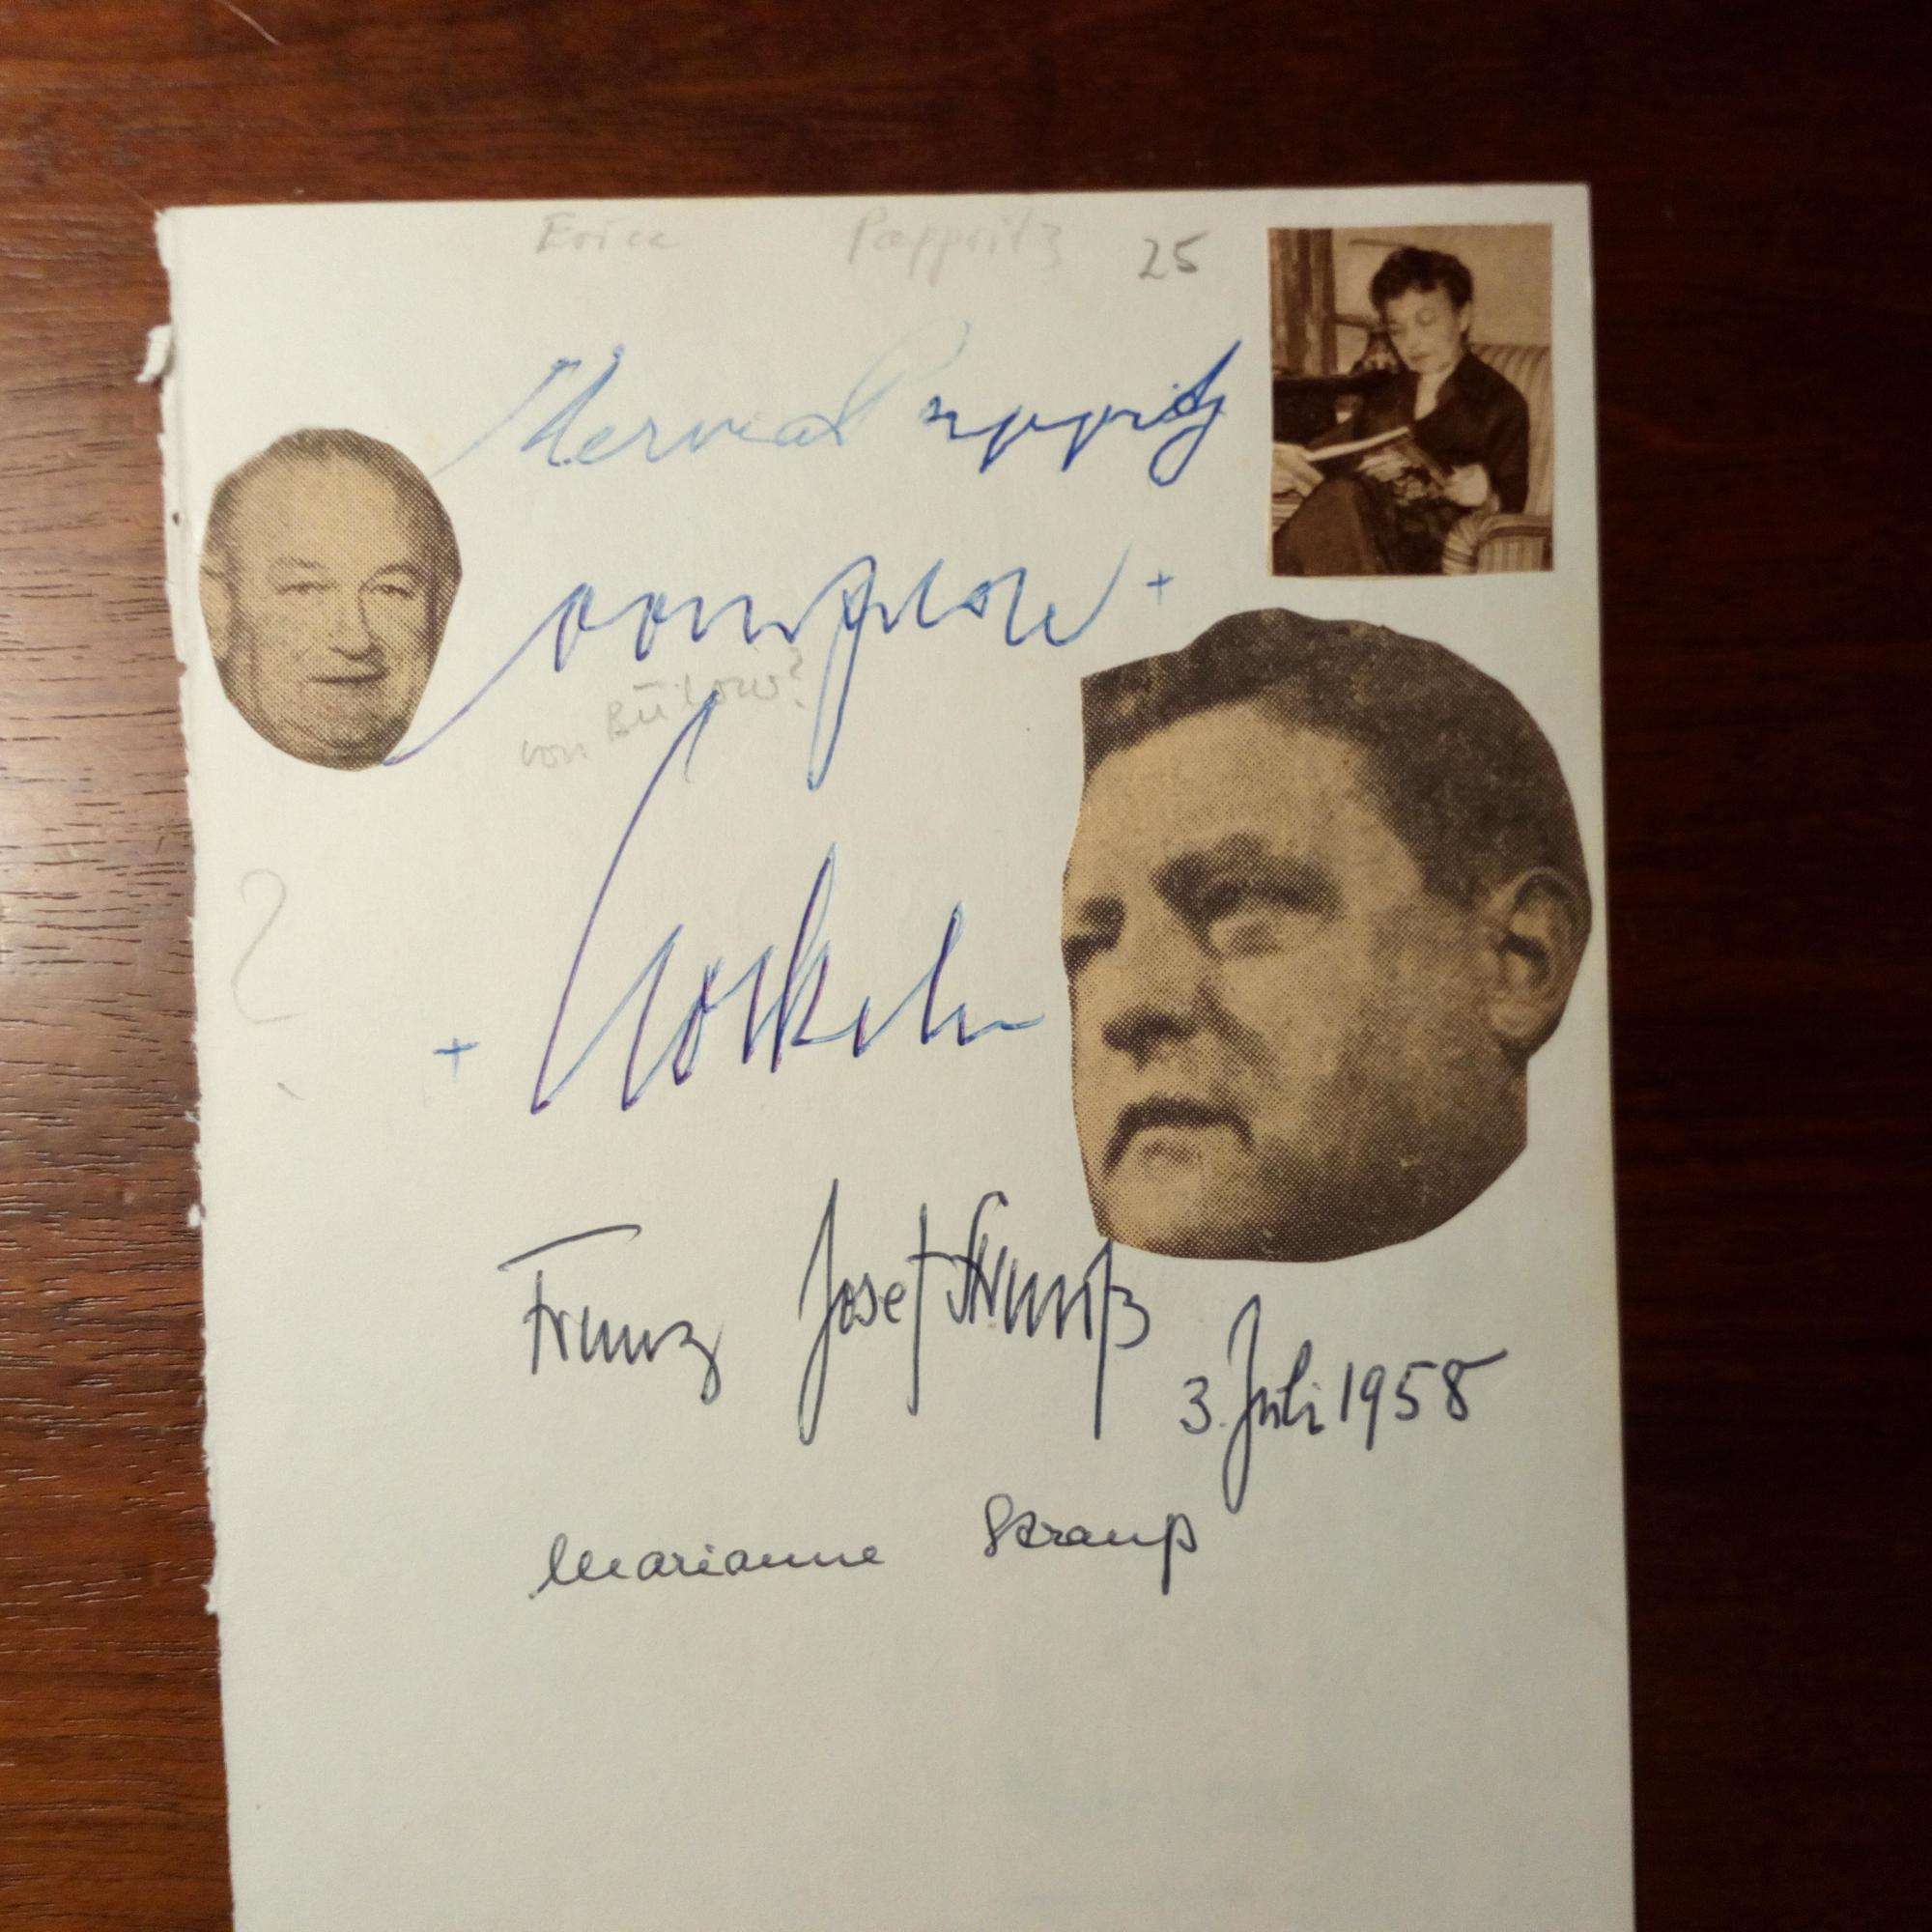 Erica Pappritz 25
Pappritz
von Bülow?
+
?
+
Franz Josef Strauß
3. Juli 1958
Marianne Strauß